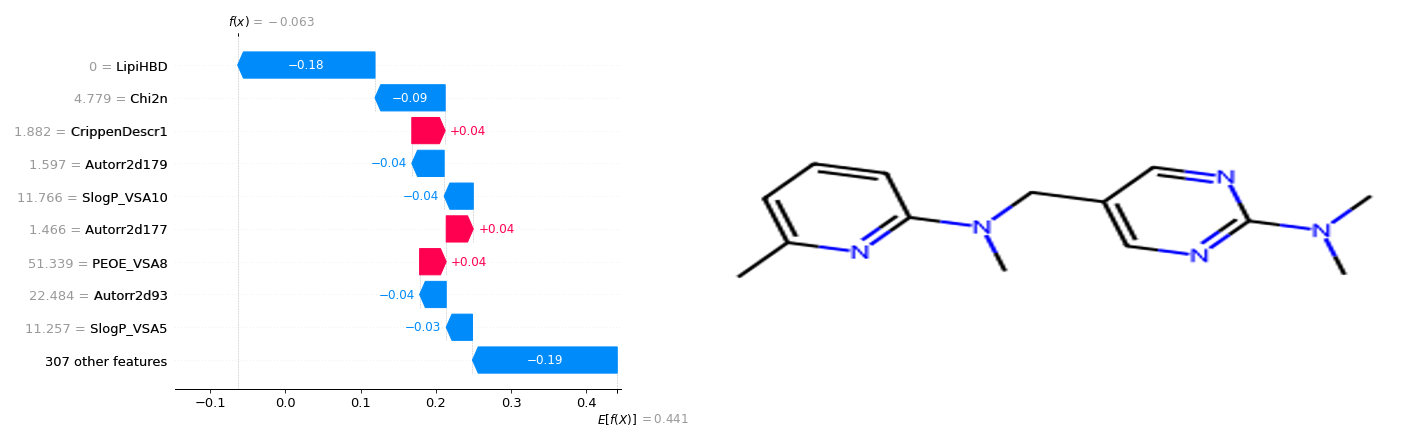 f(x) = −0.063
0 = LipiHBD
−0.18
4.779 = Chi2n
−0.09
1.882 = CrippenDescr1
+0.04
1.597 = Autorr2d179
−0.04
11.766 = SlogP_VSA10
−0.04
1.466 = Autorr2d177
+0.04
51.339 = PEOE_VSA8
+0.04
22.484 = Autorr2d93
−0.04
11.257 = SlogP_VSA5
−0.03
307 other features
−0.19
−0.1 0.0 0.1 0.2 0.3 0.4
E[f(X)] = 0.441
N
N
N
N
N